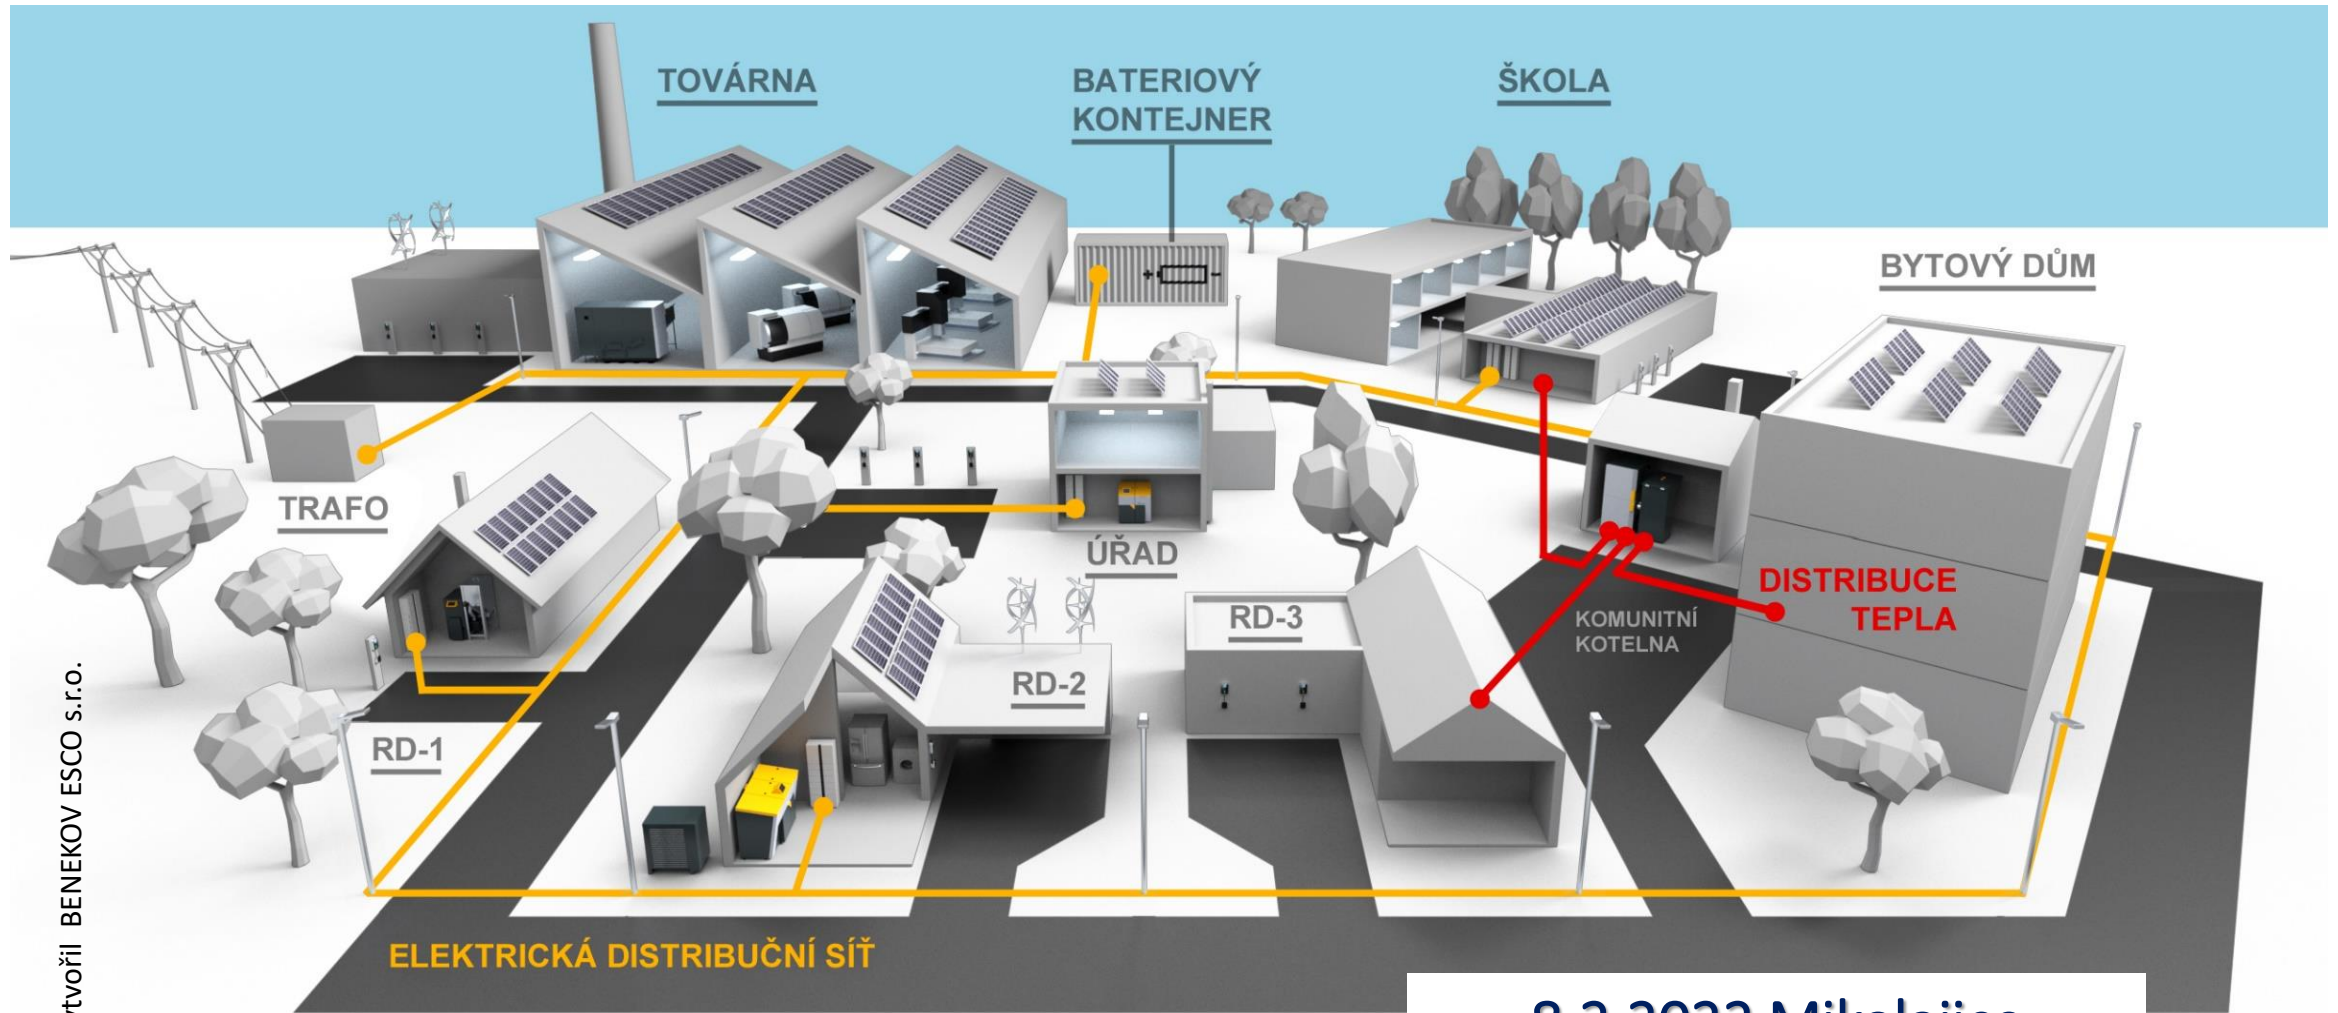 TOVÁRNA
BATERIOVÝ
KONTEJNER
ŠKOLA
BYTOVÝ DŮM
+ -
TRAFO
ÚŘAD
DISTRIBUCE
TEPLA
KOMUNITNÍ
KOTELNA
RD-3
RD-2
RD-1
ELEKTRICKÁ DISTRIBUČNÍ SÍŤ
BENEKOV ESCO s.r.o.